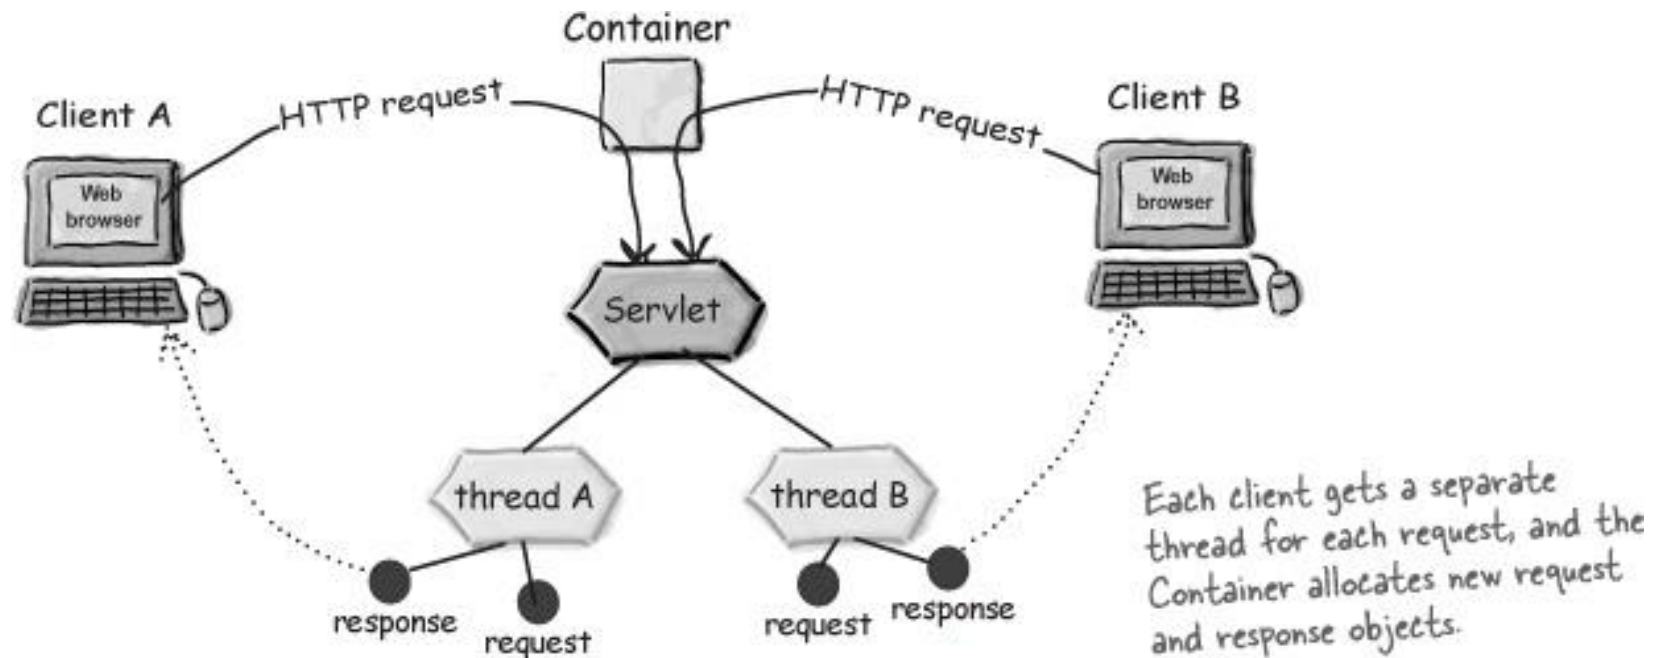 Container
Client A
HTTP request
HTTP request
Client B
Web
browser
Web
browser
Servlet
thread A
thread B
response
request
request
response
Each client gets a separate
thread for each request, and the
Container allocates new request
and response objects.